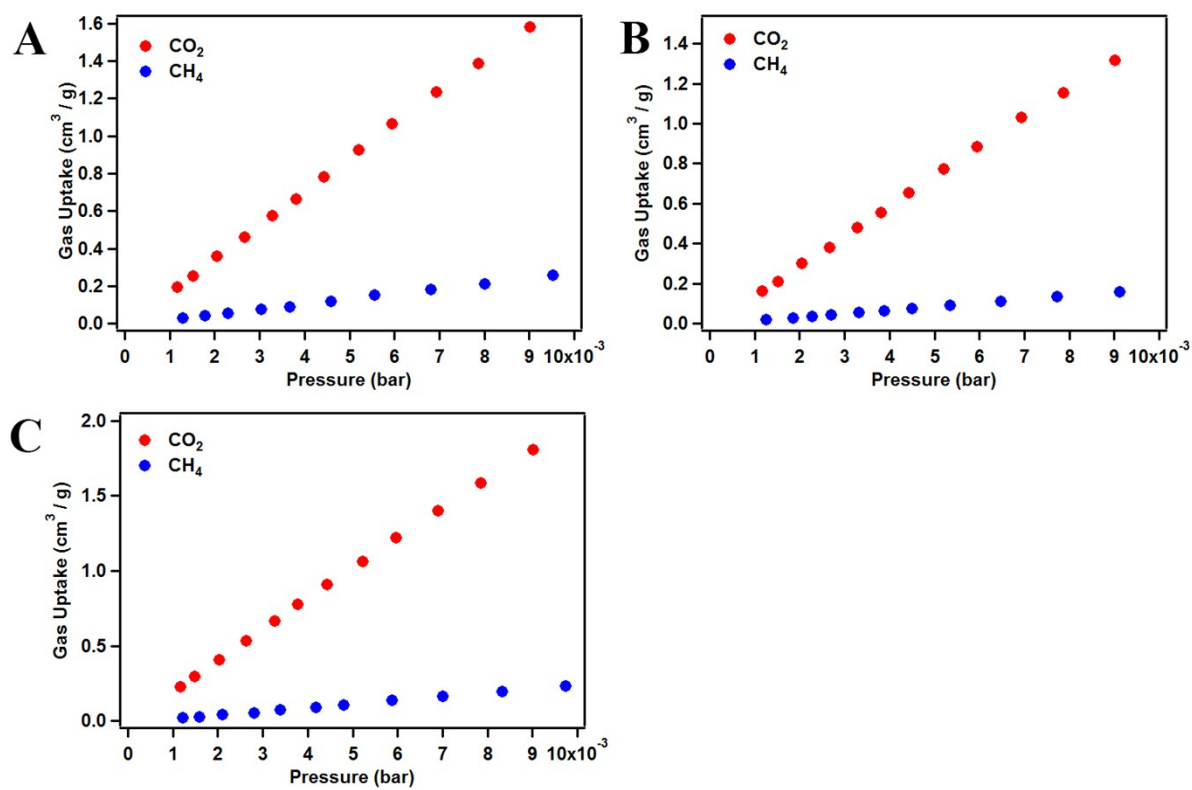 A
CO2
CH4
Gas Uptake (cm3 / g)
1.6
1.4
1.2
1.0
0.8
0.6
0.4
0.2
0.0
0 1 2 3 4 5 6 7 8 9 10x10-3
Pressure (bar)
B
CO2
CH4
Gas Uptake (cm3 / g)
1.4
1.2
1.0
0.8
0.6
0.4
0.2
0.0
0 1 2 3 4 5 6 7 8 9 10x10-3
Pressure (bar)
C
CO2
CH4
Gas Uptake (cm3 / g)
2.0
1.5
1.0
0.5
0.0
0 1 2 3 4 5 6 7 8 9 10x10-3
Pressure (bar)